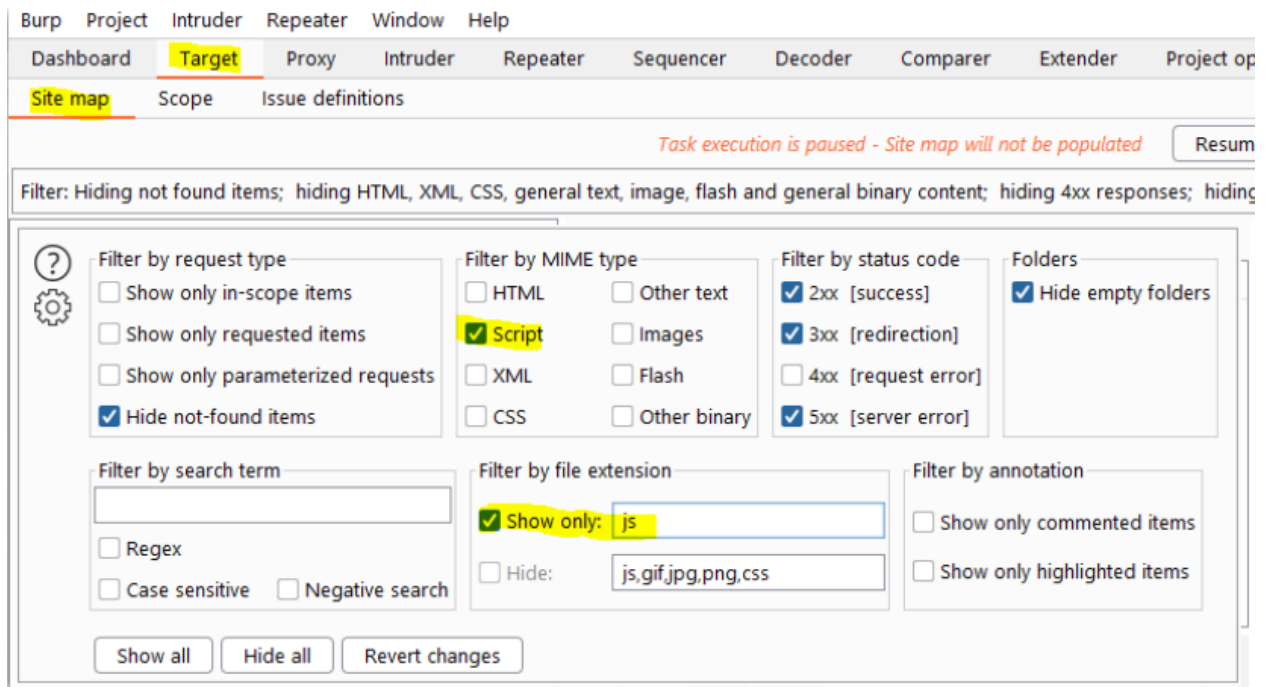 Burp Project Intruder Repeater Window Help
Dashboard Target Proxy Intruder Repeater Sequencer Decoder Comparer Extender Project op
Site map Scope Issue definitions
Task execution is paused - Site map will not be populated Resum
Filter: Hiding not found items; hiding HTML, XML, CSS, general text, image, flash and general binary content; hiding 4xx responses; hiding
? Filter by request type Filter by MIME type Filter by status code Folders
Show only in-scope items HTML Other text 2xx [success] Hide empty folders
Show only requested items Script Images 3xx [redirection]
Show only parameterized requests XML Flash 4xx [request error]
Hide not-found items CSS Other binary 5xx [server error]
Filter by search term Filter by file extension Filter by annotation
Show only: js Show only commented items
Regex
Hide: js,gif,jpg,png,css Show only highlighted items
Case sensitive Negative search
Show all Hide all Revert changes